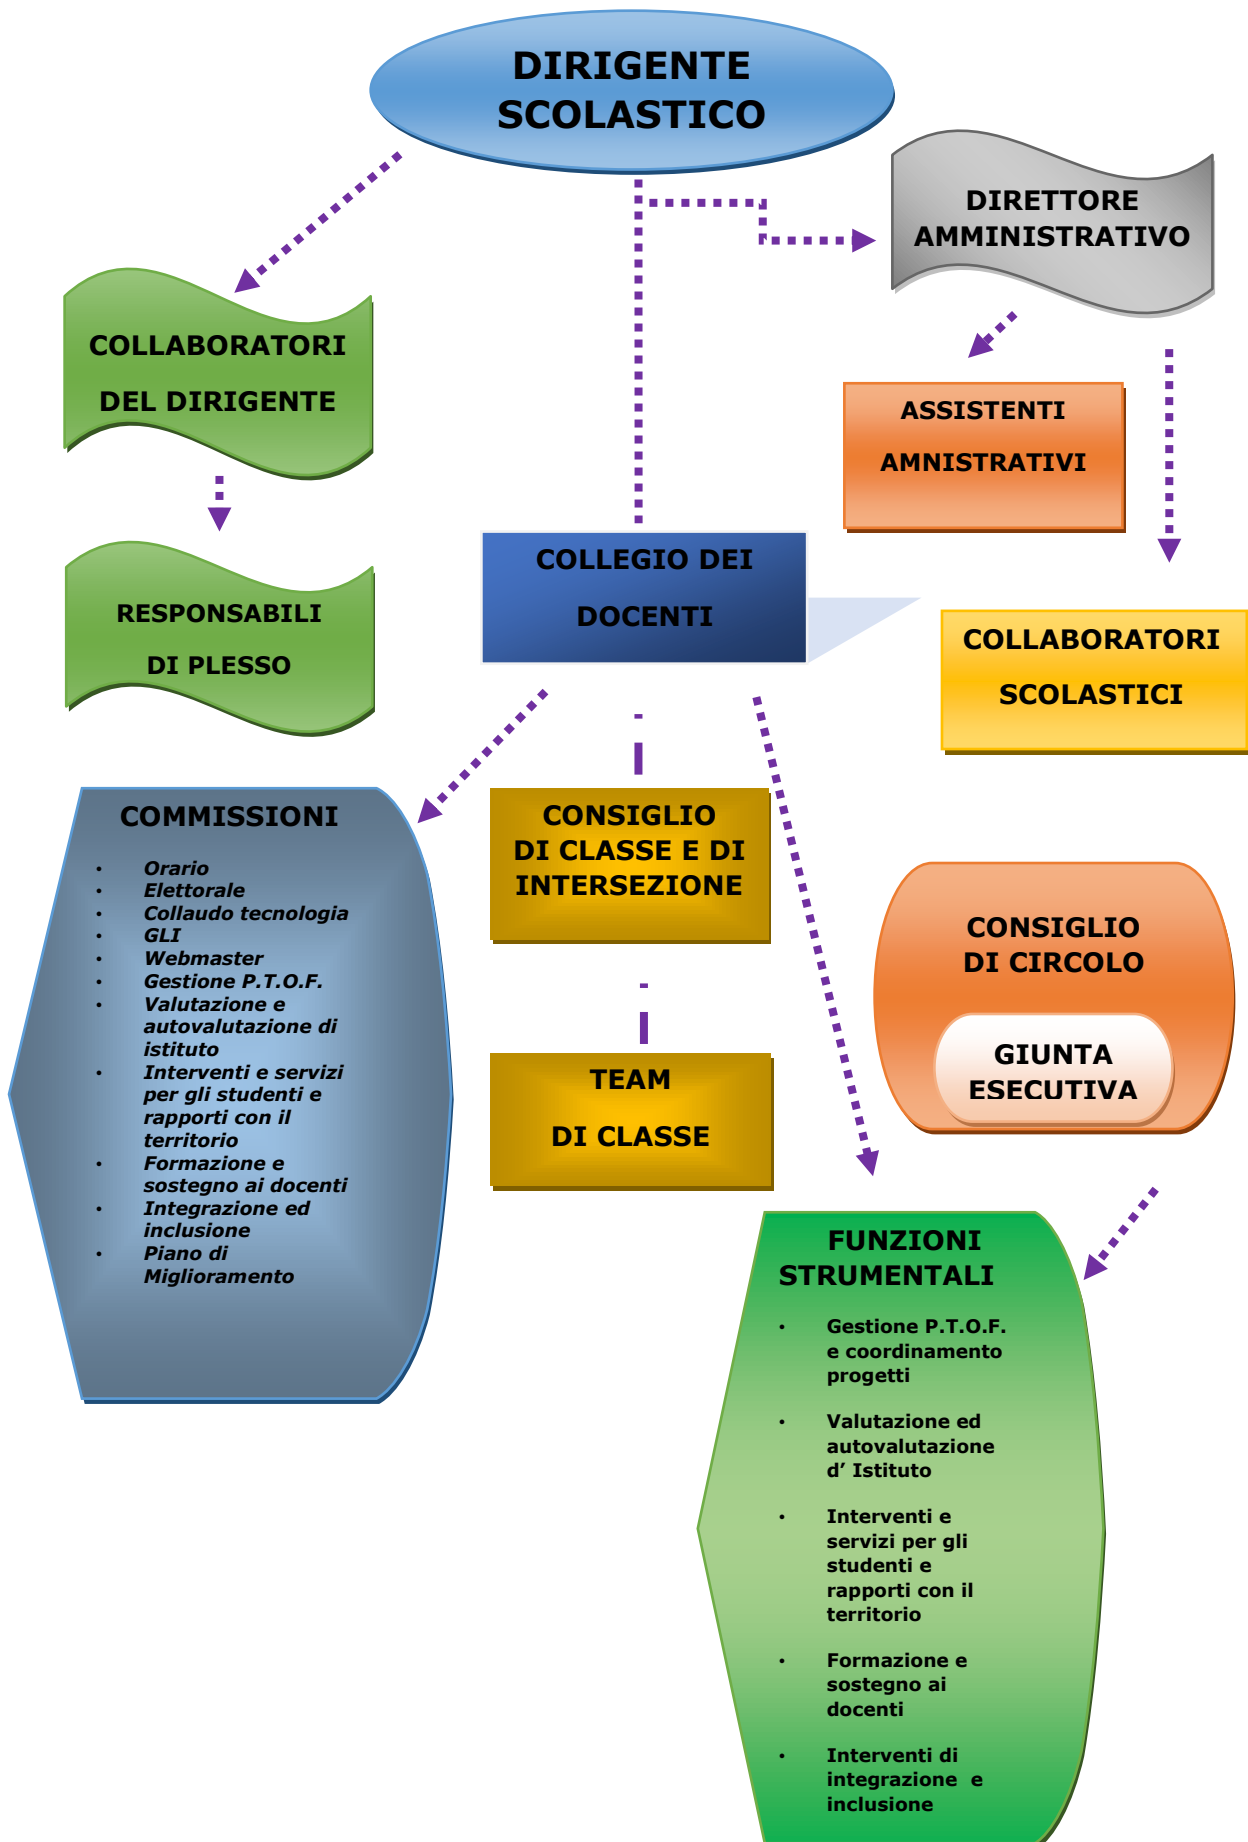 DIRIGENTE
SCOLASTICO
DIRETTORE
AMMINISTRATIVO
COLLABORATORI
DEL DIRIGENTE
ASSISTENTI
AMNISTRATIVI
COLLEGIO DEI
DOCENTI
RESPONSABILI
DI PLESSO
COLLABORATORI
SCOLASTICI
COMMISSIONI
• Orario
• Elettorale
• Collaudo tecnologia
• GLI
• Webmaster
• Gestione P.T.O.F.
• Valutazione e
autovalutazione di
istituto
• Interventi e servizi
per gli studenti e
rapporti con il
territorio
• Formazione e
sostegno ai docenti
• Integrazione ed
inclusione
• Piano di
Miglioramento
CONSIGLIO
DI CLASSE E DI
INTERSEZIONE
TEAM
DI CLASSE
CONSIGLIO
DI CIRCOLO
GIUNTA
ESECUTIVA
FUNZIONI
STRUMENTALI
• Gestione P.T.O.F.
e coordinamento
progetti
• Valutazione ed
autovalutazione
d’ Istituto
• Interventi e
servizi per gli
studenti e
rapporti con il
territorio
• Formazione e
sostegno ai
docenti
• Interventi di
integrazione e
inclusione